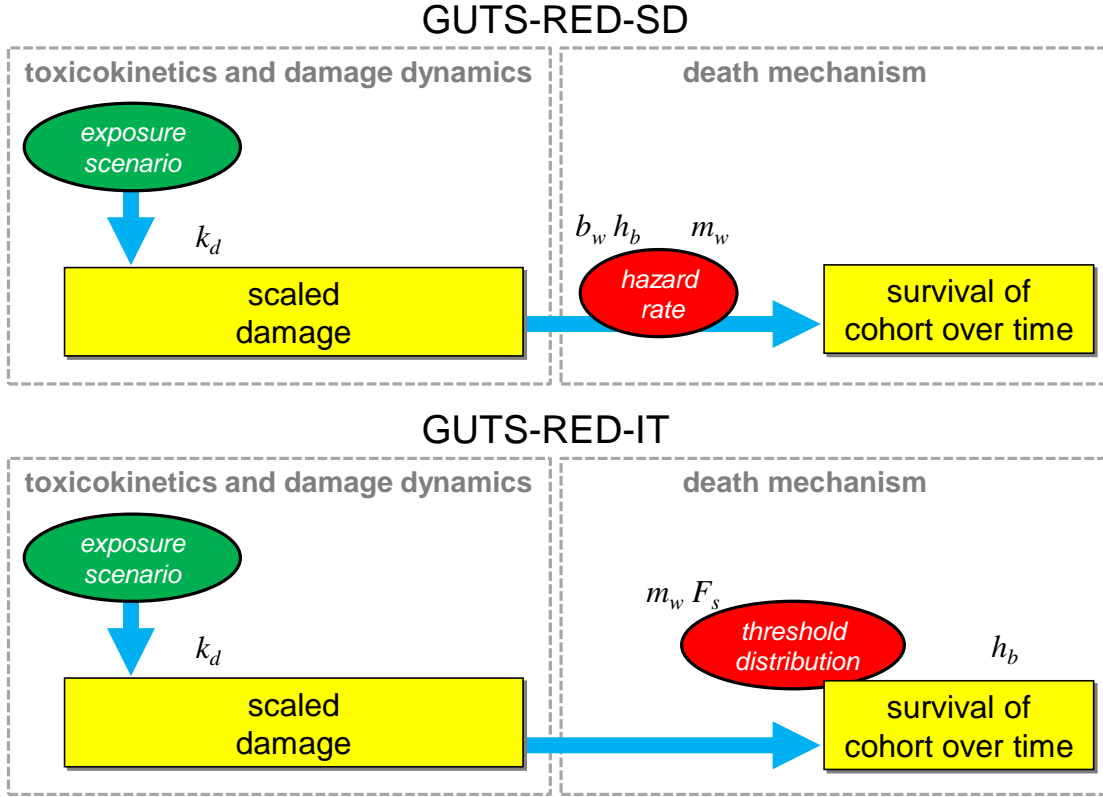 GUTS-RED-SD
toxicokinetics and damage dynamics
death mechanism
exposure
scenario
k_d
b_w h_b
m_w
hazard
rate
scaled
damage
survival of
cohort over time
GUTS-RED-IT
toxicokinetics and damage dynamics
death mechanism
exposure
scenario
k_d
m_w F_s
threshold
distribution
h_b
scaled
damage
survival of
cohort over time